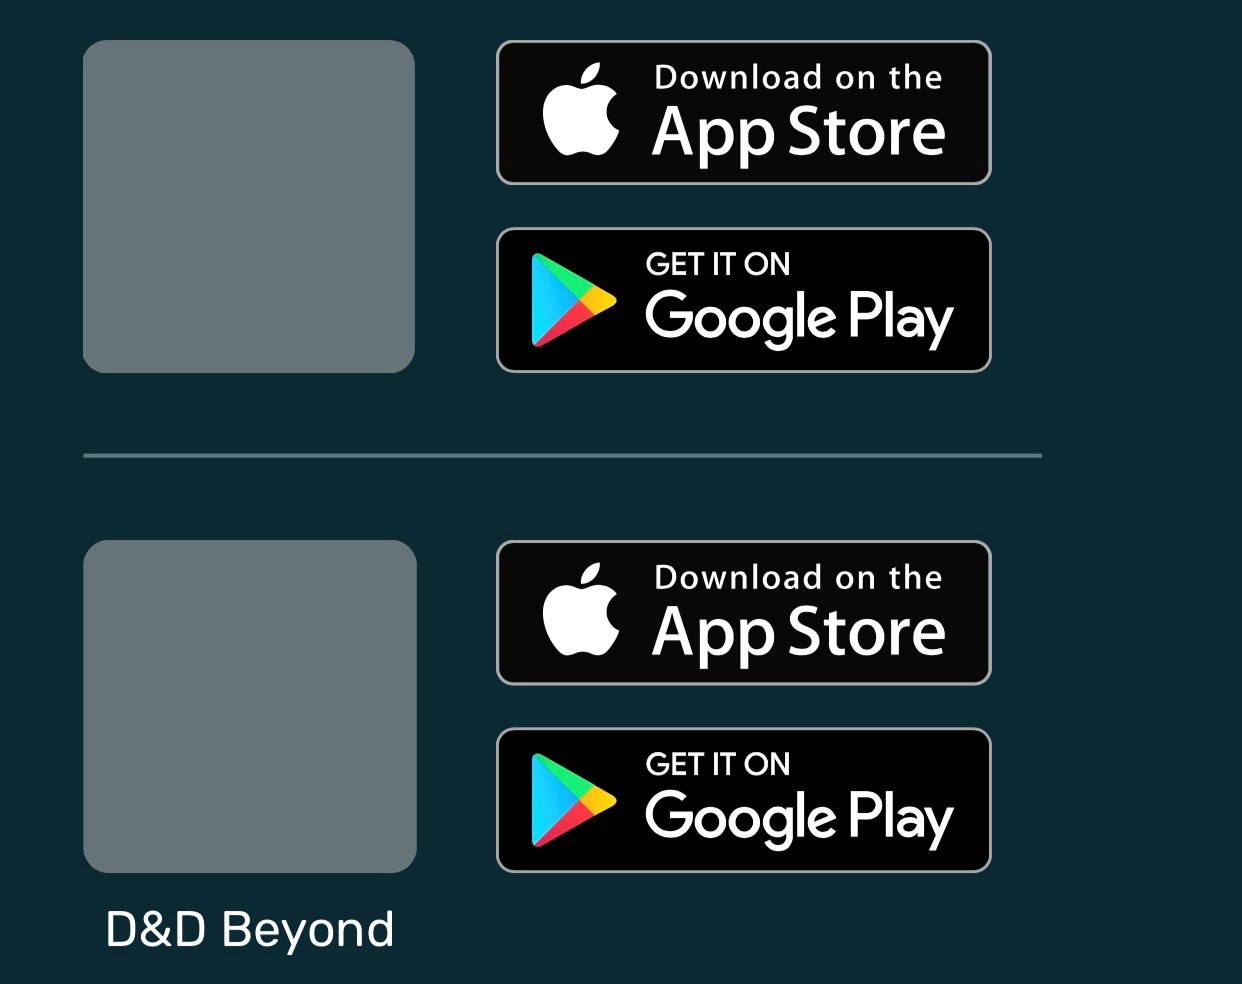 Download on the
App Store
GET IT ON
Google Play
Download on the
App Store
GET IT ON
Google Play
D&D Beyond